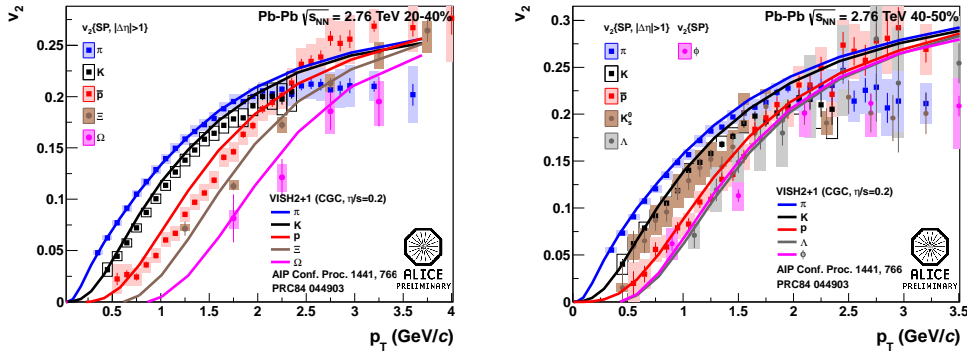 v₂
Pb-Pb √sNN = 2.76 TeV 20-40%
v₂{SP, |Δη|>1}
π
K
p̅
Ξ
Ω
0.25
0.2
0.15
0.1
0.05
0
VISH2+1 (CGC, η/s=0.2)
π
K
p
Ξ
Ω
AIP Conf. Proc. 1441, 766
PRC84 044903
ALICE
PRELIMINARY
0.5 1 1.5 2 2.5 3 3.5 4
pT (GeV/c)
v₂
Pb-Pb √sNN = 2.76 TeV 40-50%
v₂{SP, |Δη|>1} v₂{SP}
π ϕ
K
p̅
K⁰s
Λ
0.3
0.25
0.2
0.15
0.1
0.05
0
VISH2+1 (CGC, η/s=0.2)
π
K
p
Λ
ϕ
AIP Conf. Proc. 1441, 766
PRC84 044903
ALICE
PRELIMINARY
0 0.5 1 1.5 2 2.5 3 3.5
pT (GeV/c)